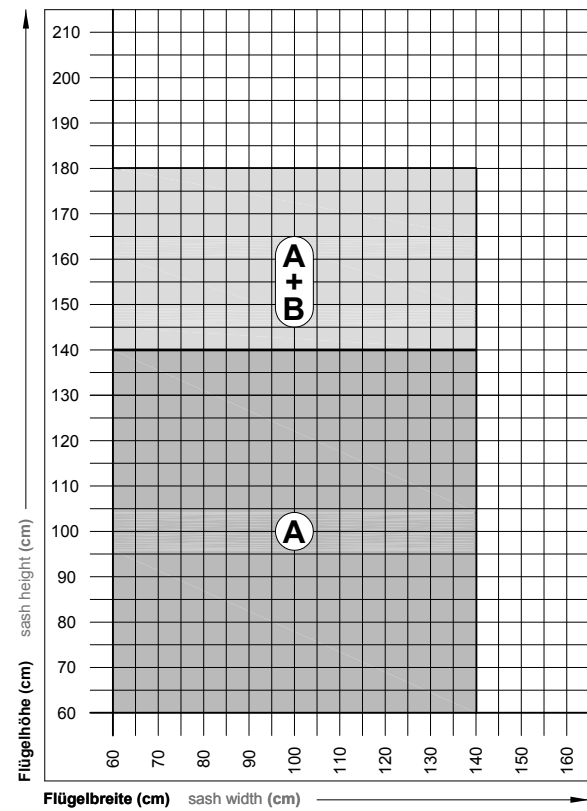 210
200
190
180
170
160
150
140
130
120
110
100
90
80
70
60
A
+
B
A
60 70 80 90 100 110 120 130 140 150 160
Flügelhöhe (cm) sash height (cm)
Flügelbreite (cm) sash width (cm)